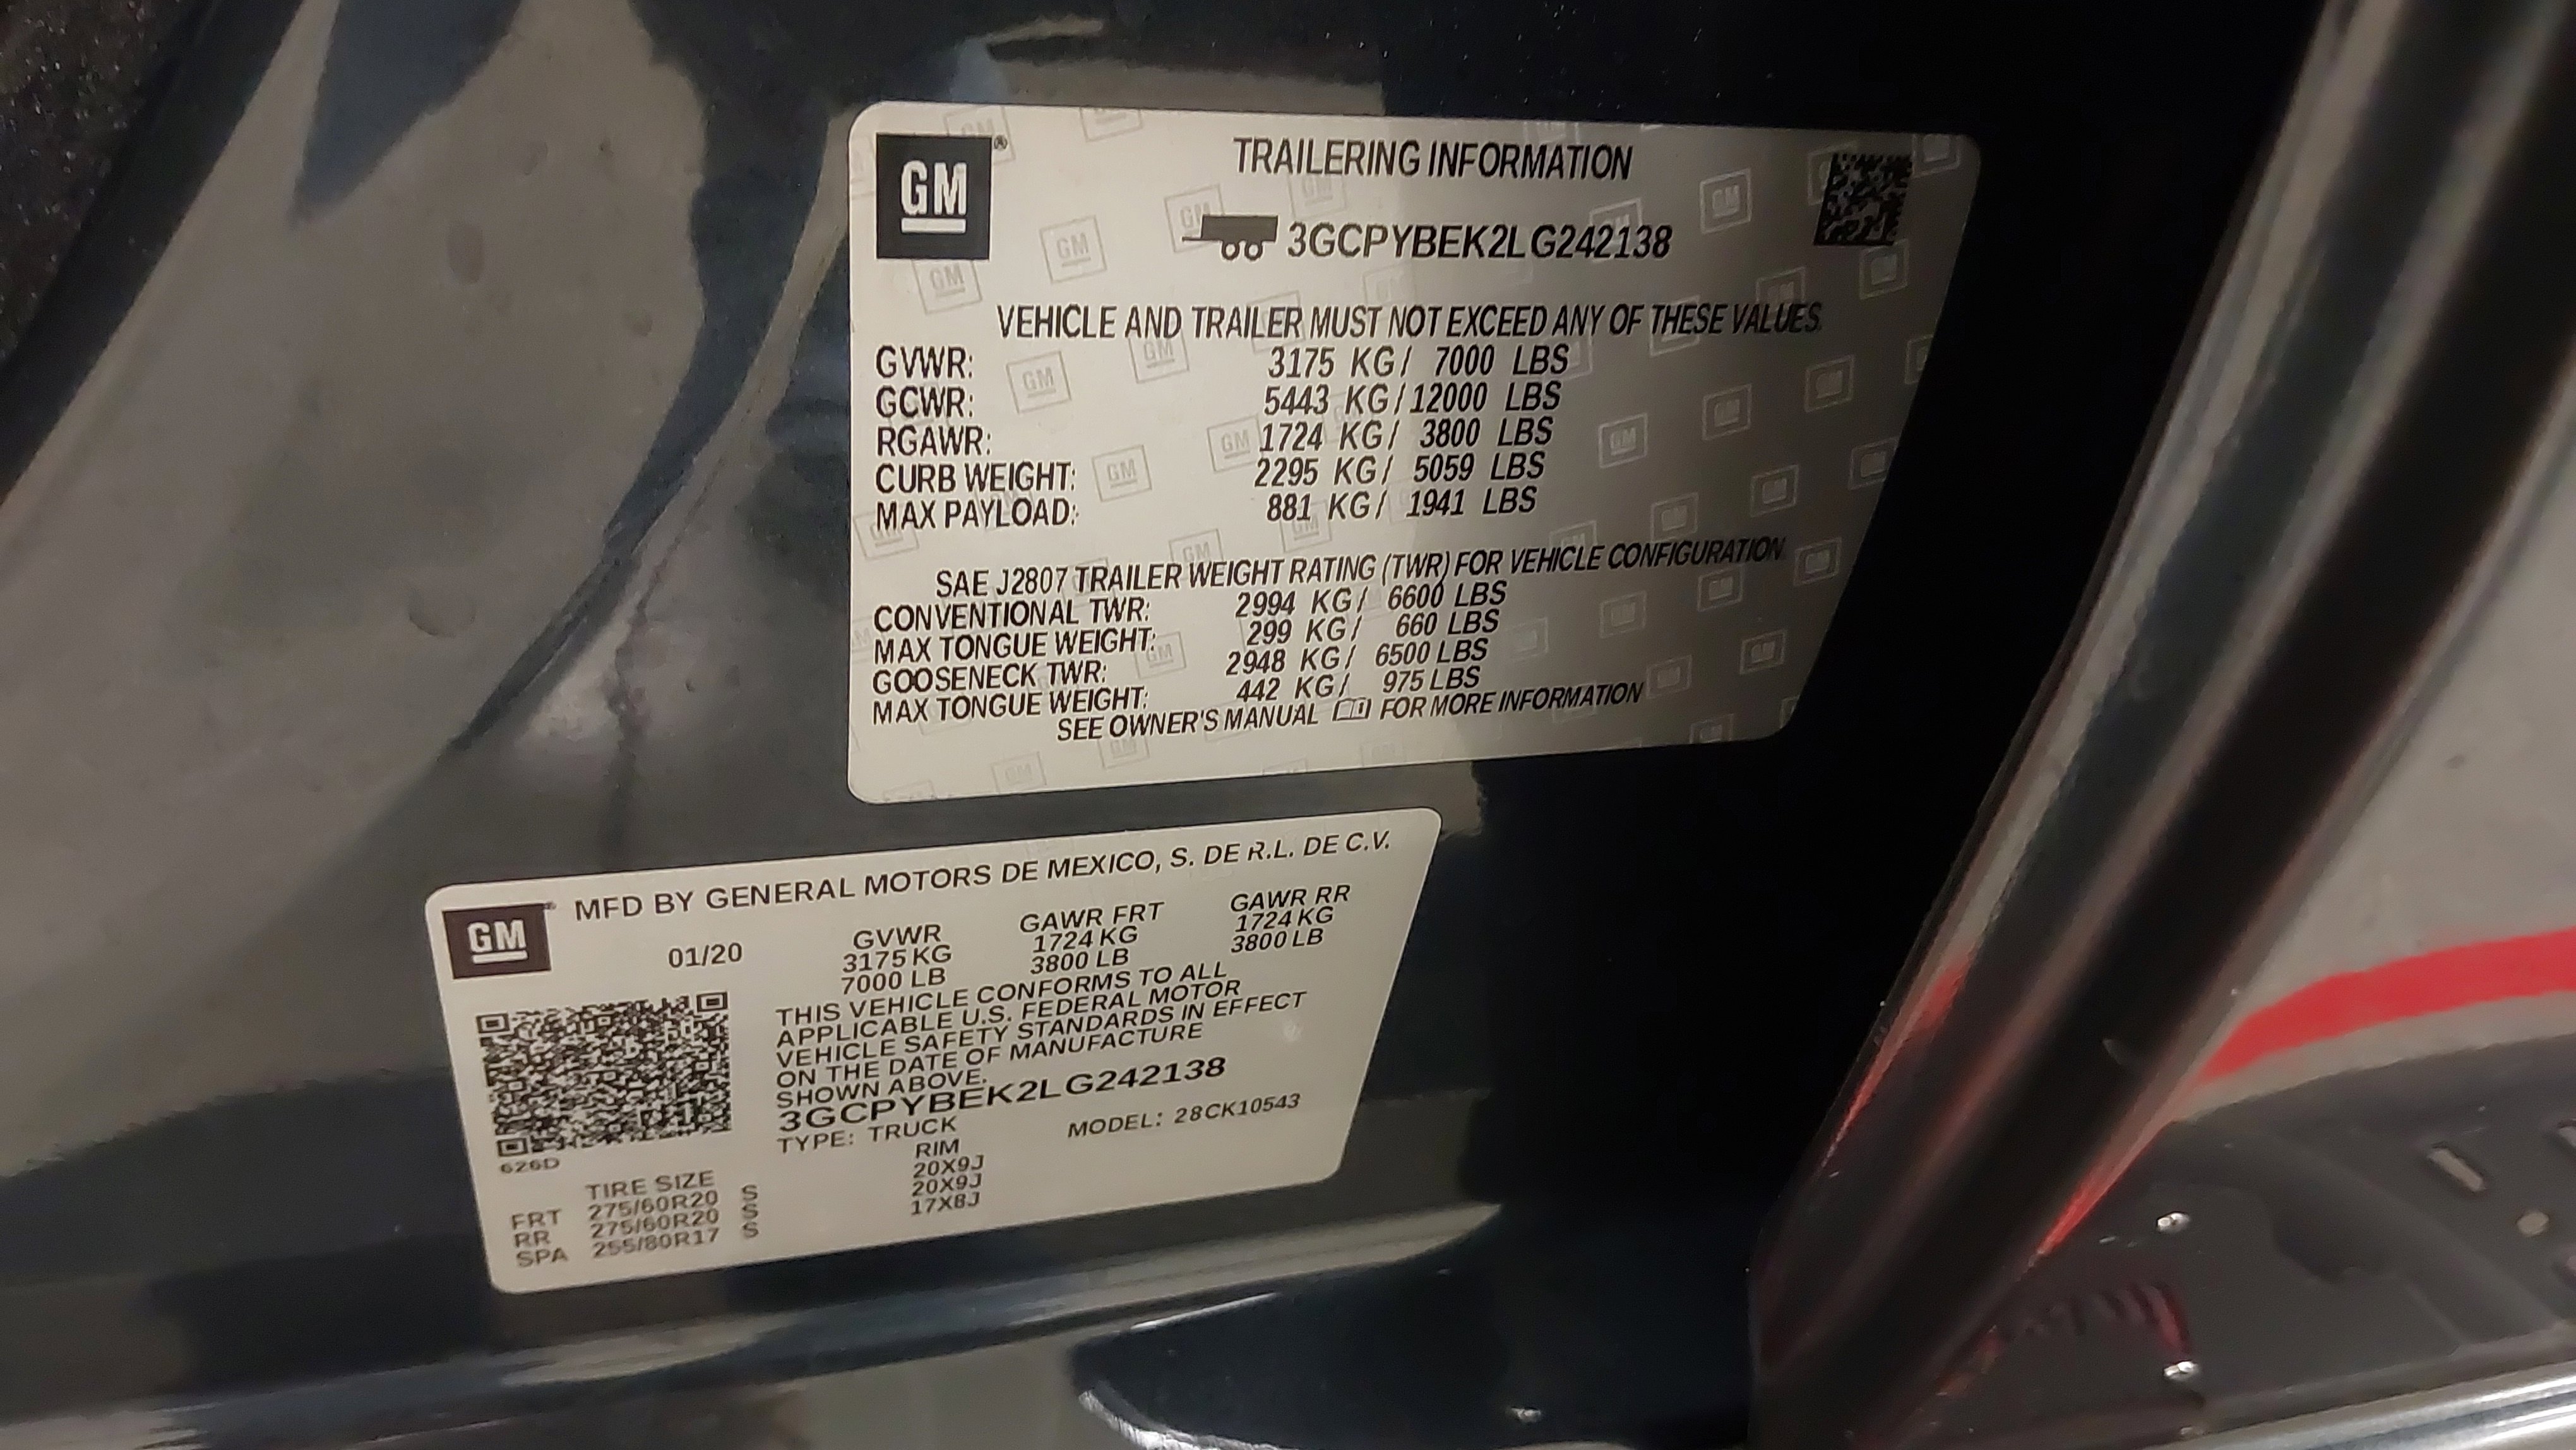 GM ®
TRAILERING INFORMATION
3GCPYBEK2LG242138
VEHICLE AND TRAILER MUST NOT EXCEED ANY OF THESE VALUES.
GVWR: 3175 KG/ 7000 LBS
GCWR: 5443 KG/12000 LBS
RGAWR: 1724 KG/ 3800 LBS
CURB WEIGHT: 2295 KG/ 5059 LBS
MAX PAYLOAD: 881 KG/ 1941 LBS
SAE J2807 TRAILER WEIGHT RATING (TWR) FOR VEHICLE CONFIGURATION
CONVENTIONAL TWR: 2994 KG/ 6600 LBS
MAX TONGUE WEIGHT: 299 KG/ 660 LBS
GOOSENECK TWR: 2948 KG/ 6500 LBS
MAX TONGUE WEIGHT: 442 KG/ 975 LBS
SEE OWNER'S MANUAL FOR MORE INFORMATION
GM ®
MFD BY GENERAL MOTORS DE MEXICO, S. DE R.L. DE C.V.
01/20
GVWR GAWR FRT GAWR RR
3175 KG 1724 KG 1724 KG
7000 LB 3800 LB 3800 LB
THIS VEHICLE CONFORMS TO ALL
APPLICABLE U.S. FEDERAL MOTOR
VEHICLE SAFETY STANDARDS IN EFFECT
ON THE DATE OF MANUFACTURE
SHOWN ABOVE.
3GCPYBEK2LG242138
TYPE: TRUCK MODEL: 28CK10543
626D
TIRE SIZE RIM
FRT 275/60R20 S 20X9J
RR 275/60R20 S 20X9J
SPA 255/80R17 S 17X8J